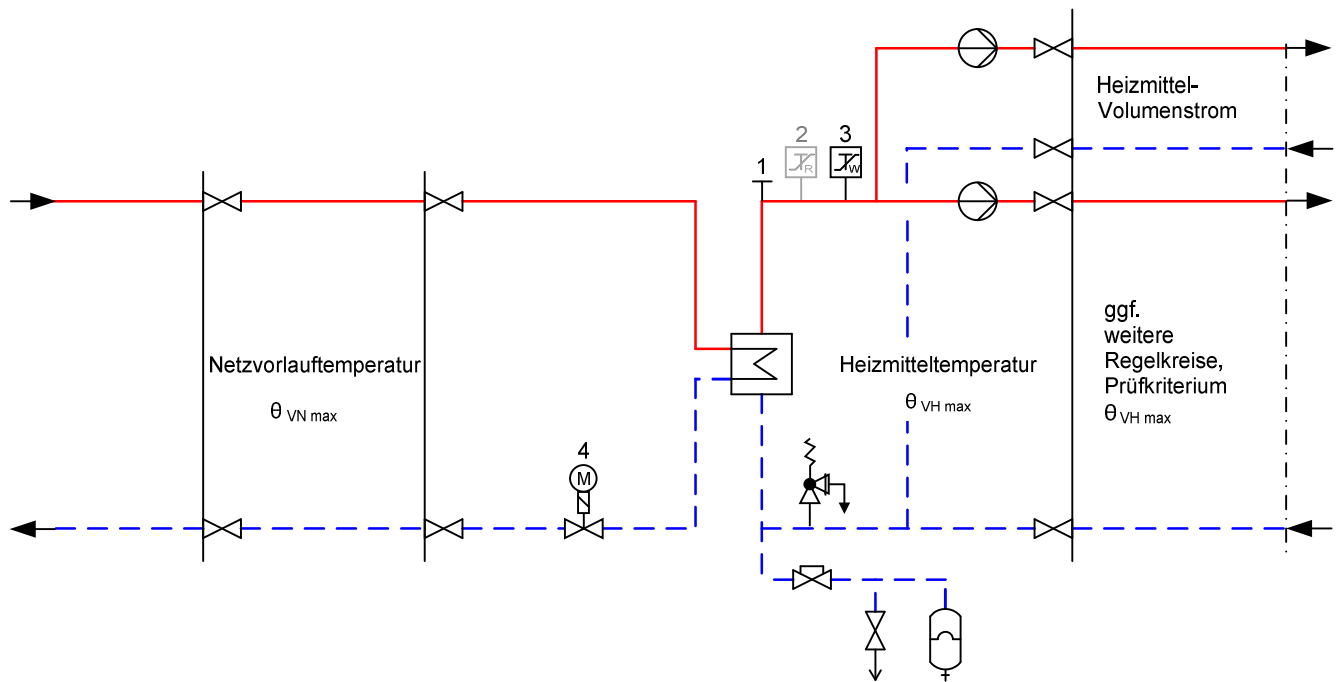 Heizmittel-
Volumenstrom
2
3
1
R
W
ggf.
weitere
Regelkreise,
Prüfkriterium
θ VH max
Netzvorlauftemperatur
θ VN max
Heizmitteltemperatur
θ VH max
4
M